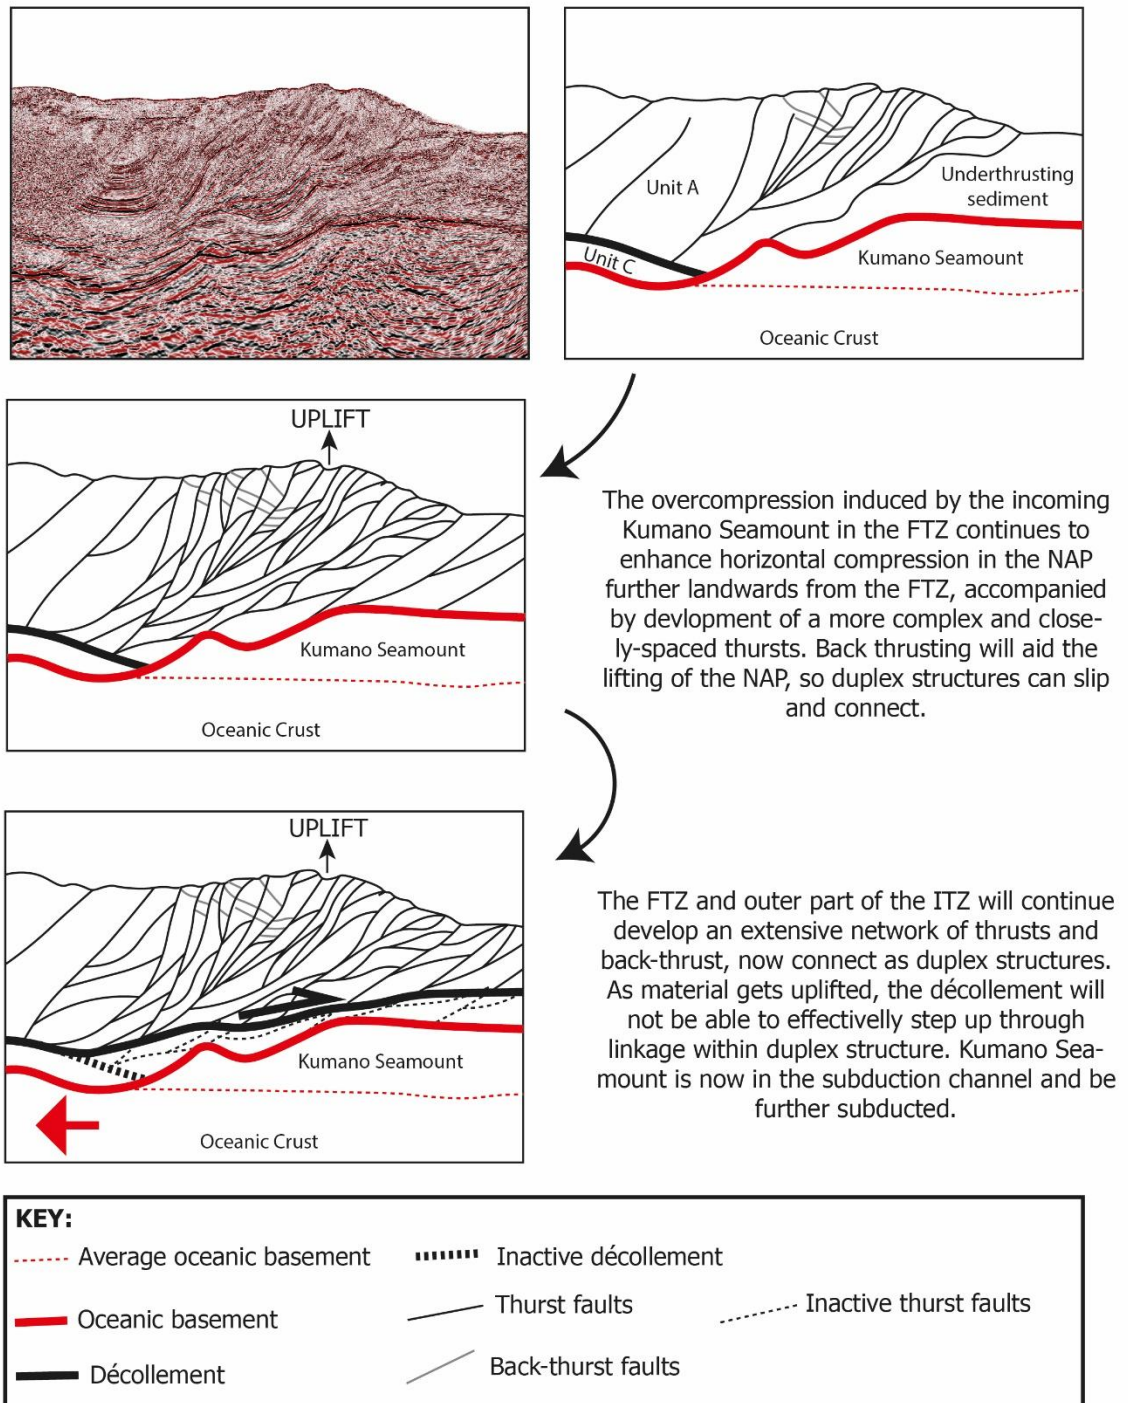 Unit A
Underthrusting
sediment
Unit C
Kumano Seamount
Oceanic Crust
UPLIFT
Kumano Seamount
Oceanic Crust
The overcompression induced by the incoming
Kumano Seamount in the FTZ continues to
enhance horizontal compression in the NAP
further landwards from the FTZ, accompanied
by devlopment of a more complex and close-
ly-spaced thursts. Back thrusting will aid the
lifting of the NAP, so duplex structures can slip
and connect.
UPLIFT
Kumano Seamount
Oceanic Crust
The FTZ and outer part of the ITZ will continue
develop an extensive network of thrusts and
back-thrust, now connect as duplex structures.
As material gets uplifted, the décollement will
not be able to effectivelly step up through
linkage within duplex structure. Kumano Sea-
mount is now in the subduction channel and be
further subducted.
KEY:
Average oceanic basement
Inactive décollement
Oceanic basement
Thurst faults
Inactive thurst faults
Décollement
Back-thurst faults